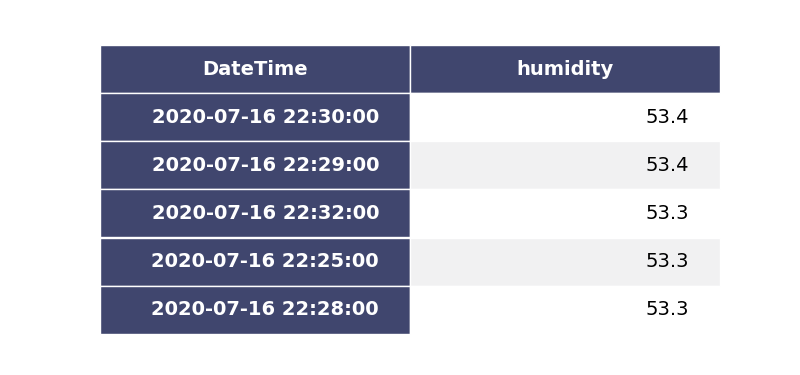 DateTime humidity
2020-07-16 22:30:00 53.4
2020-07-16 22:29:00 53.4
2020-07-16 22:32:00 53.3
2020-07-16 22:25:00 53.3
2020-07-16 22:28:00 53.3